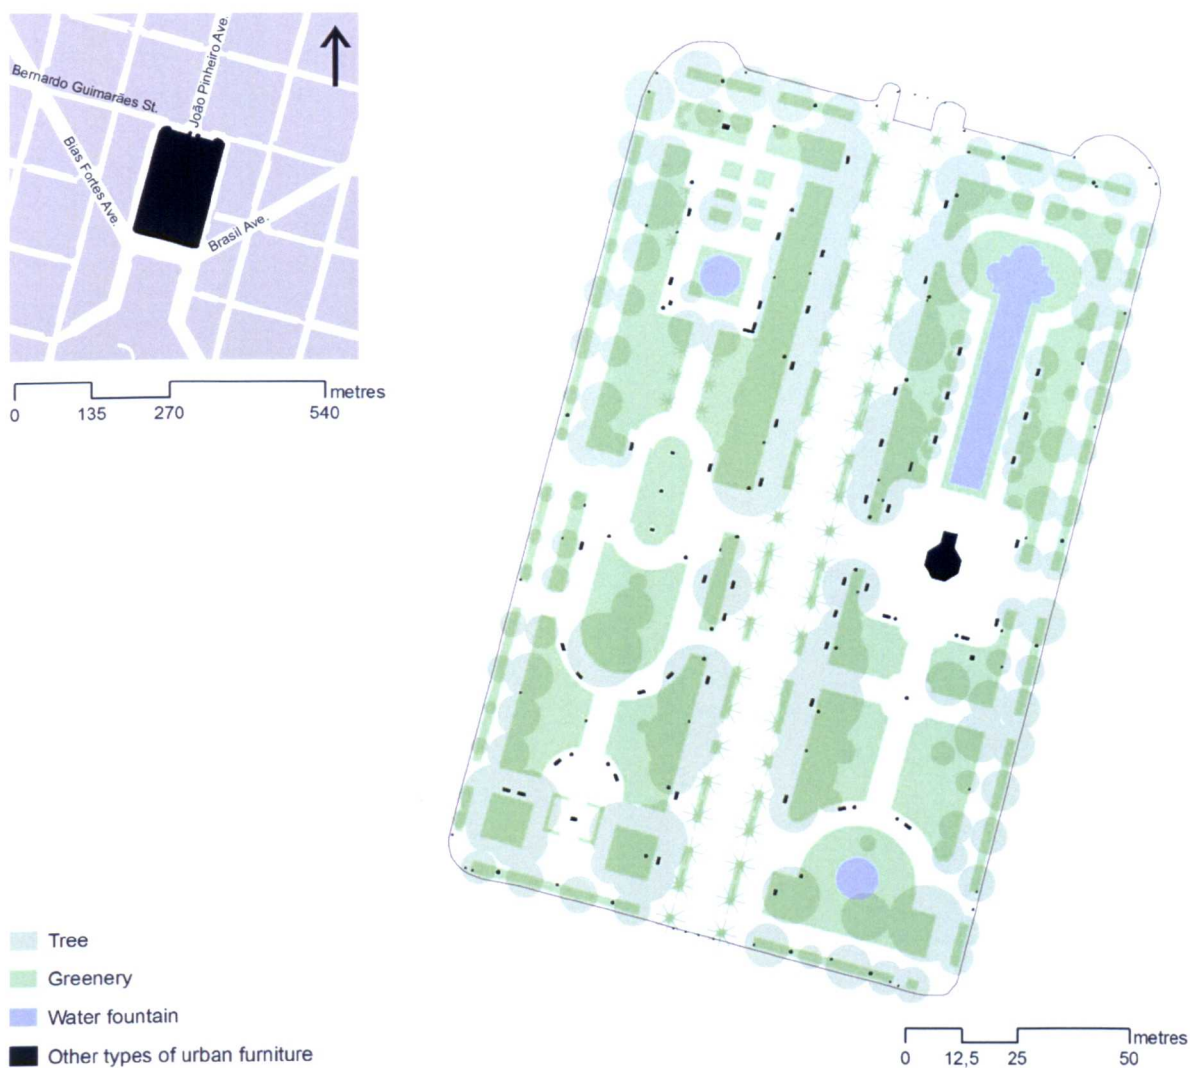 João Pinheiro Ave.
Bernardo Guimarães St.
Bias Fortes Ave.
Brasil Ave.
metres
0 135 270 540
Tree
Greenery
Water fountain
Other types of urban furniture
metres
0 12,5 25 50